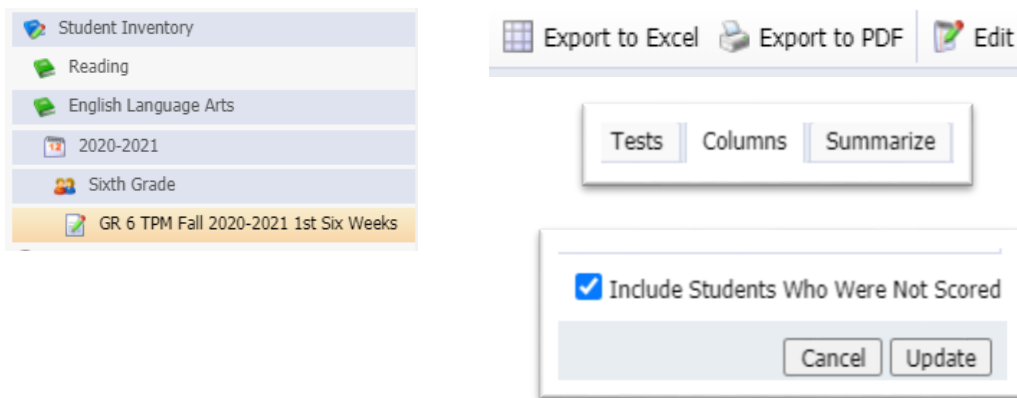 Student Inventory
Reading
English Language Arts
12
2020-2021
Sixth Grade
GR 6 TPM Fall 2020-2021 1st Six Weeks
Export to Excel Export to PDF Edit
Tests Columns Summarize
Include Students Who Were Not Scored
Cancel Update